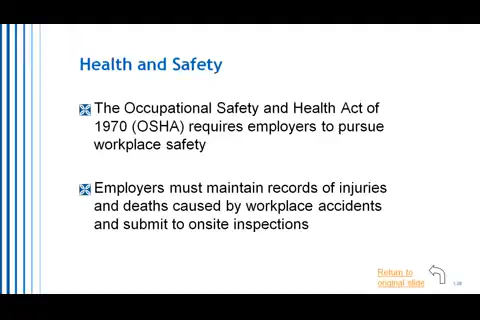 Health and Safety
The Occupational Safety and Health Act of
1970 (OSHA) requires employers to pursue
workplace safety
Employers must maintain records of injuries
and deaths caused by workplace accidents
and submit to onsite inspections
Return to
original slide